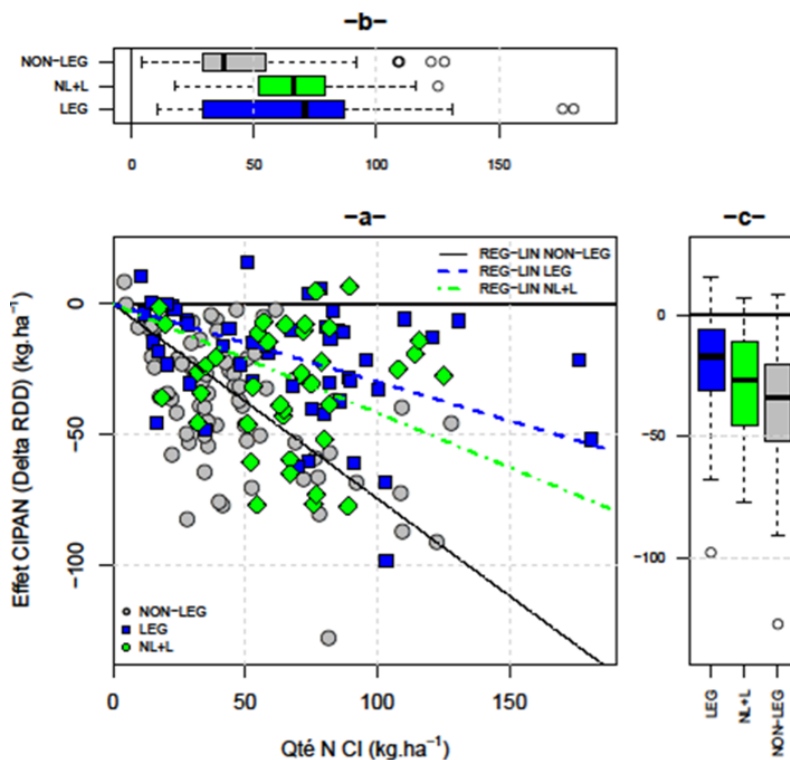 -b-
NON-LEG
NL+L
LEG
0 50 100 150
-a-
-c-
REG-LIN NON-LEG
REG-LIN LEG
REG-LIN NL+L
0
-50
-100
Effet CIPAN (Delta RDD) (kg.ha⁻¹)
NON-LEG
LEG
NL+L
0 50 100 150
Qté N CI (kg.ha⁻¹)
0
-50
-100
LEG
NL+L
NON-LEG